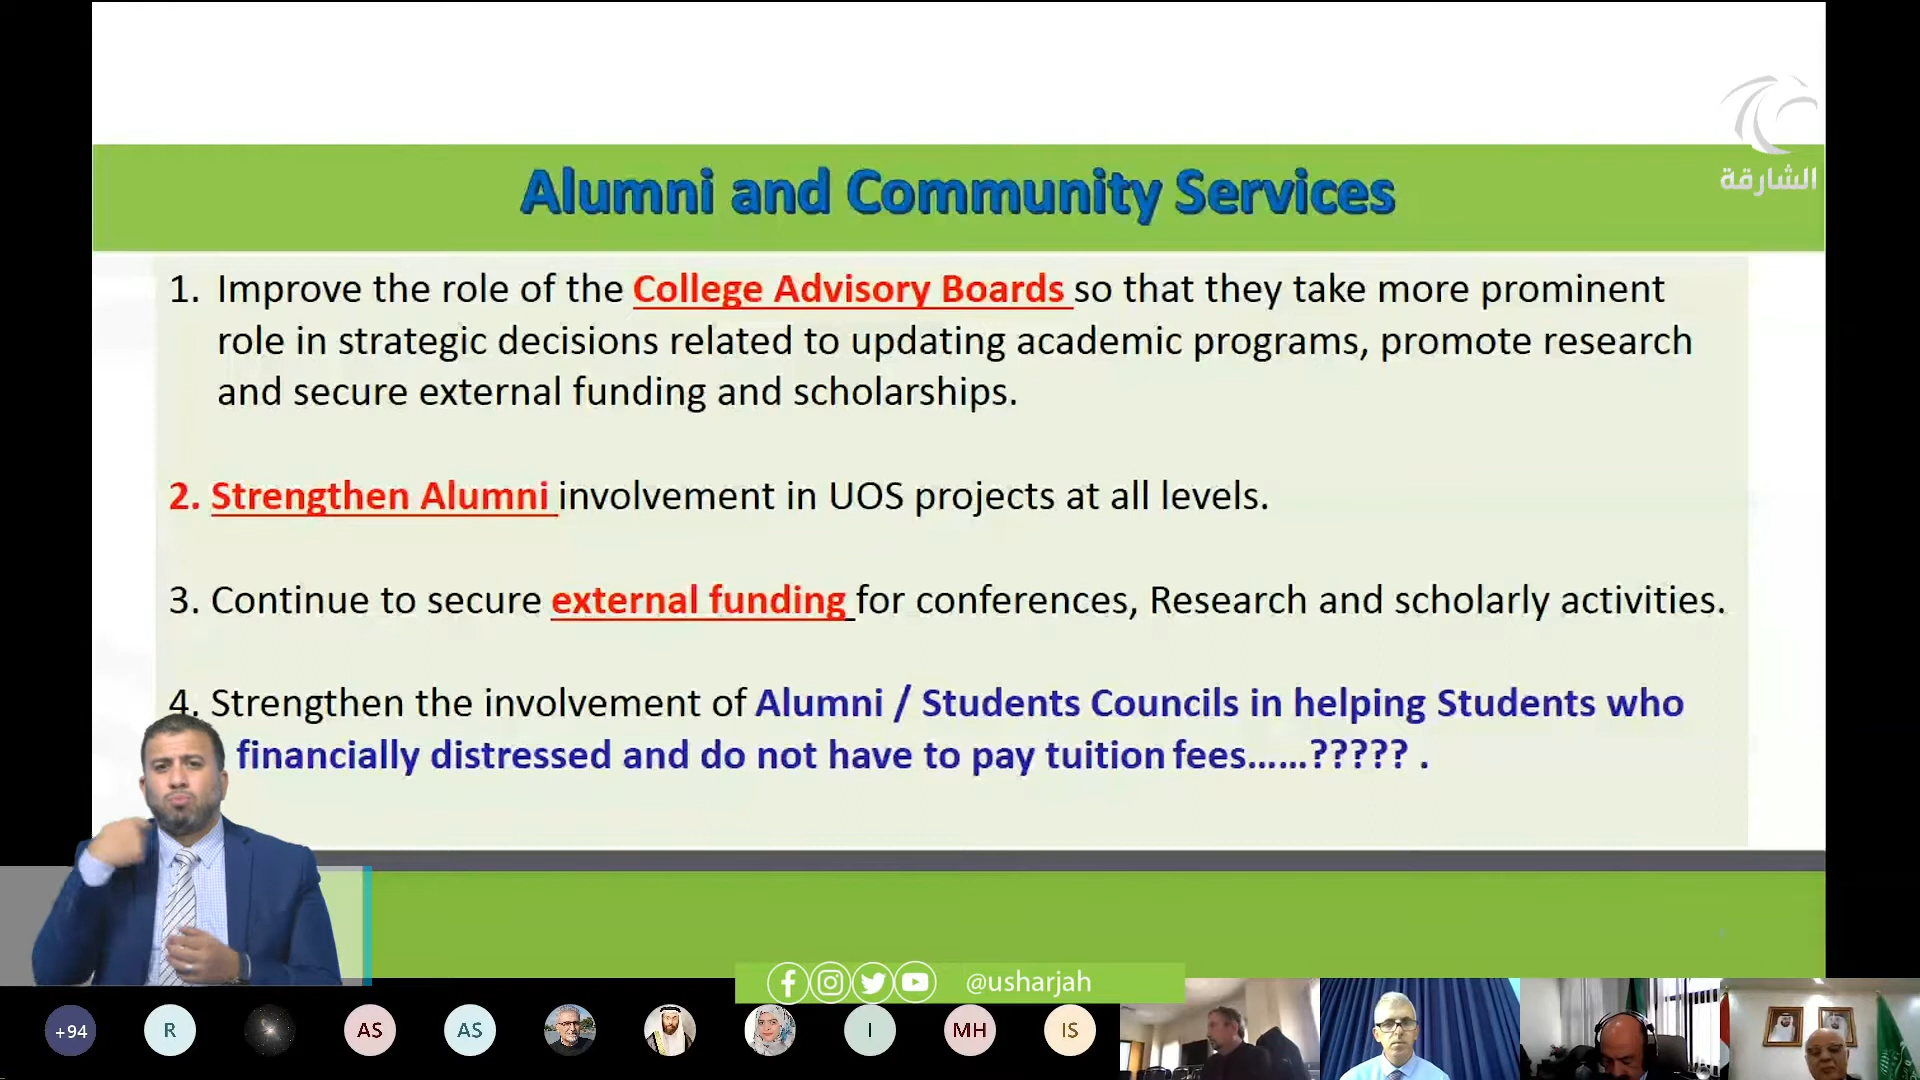 الشارقة
Alumni and Community Services
1. Improve the role of the College Advisory Boards so that they take more prominent
role in strategic decisions related to updating academic programs, promote research
and secure external funding and scholarships.
2. Strengthen Alumni involvement in UOS projects at all levels.
3. Continue to secure external funding for conferences, Research and scholarly activities.
4. Strengthen the involvement of Alumni / Students Councils in helping Students who
financially distressed and do not have to pay tuition fees......????? .
@usharjah
+94
R
AS
AS
I
MH
IS